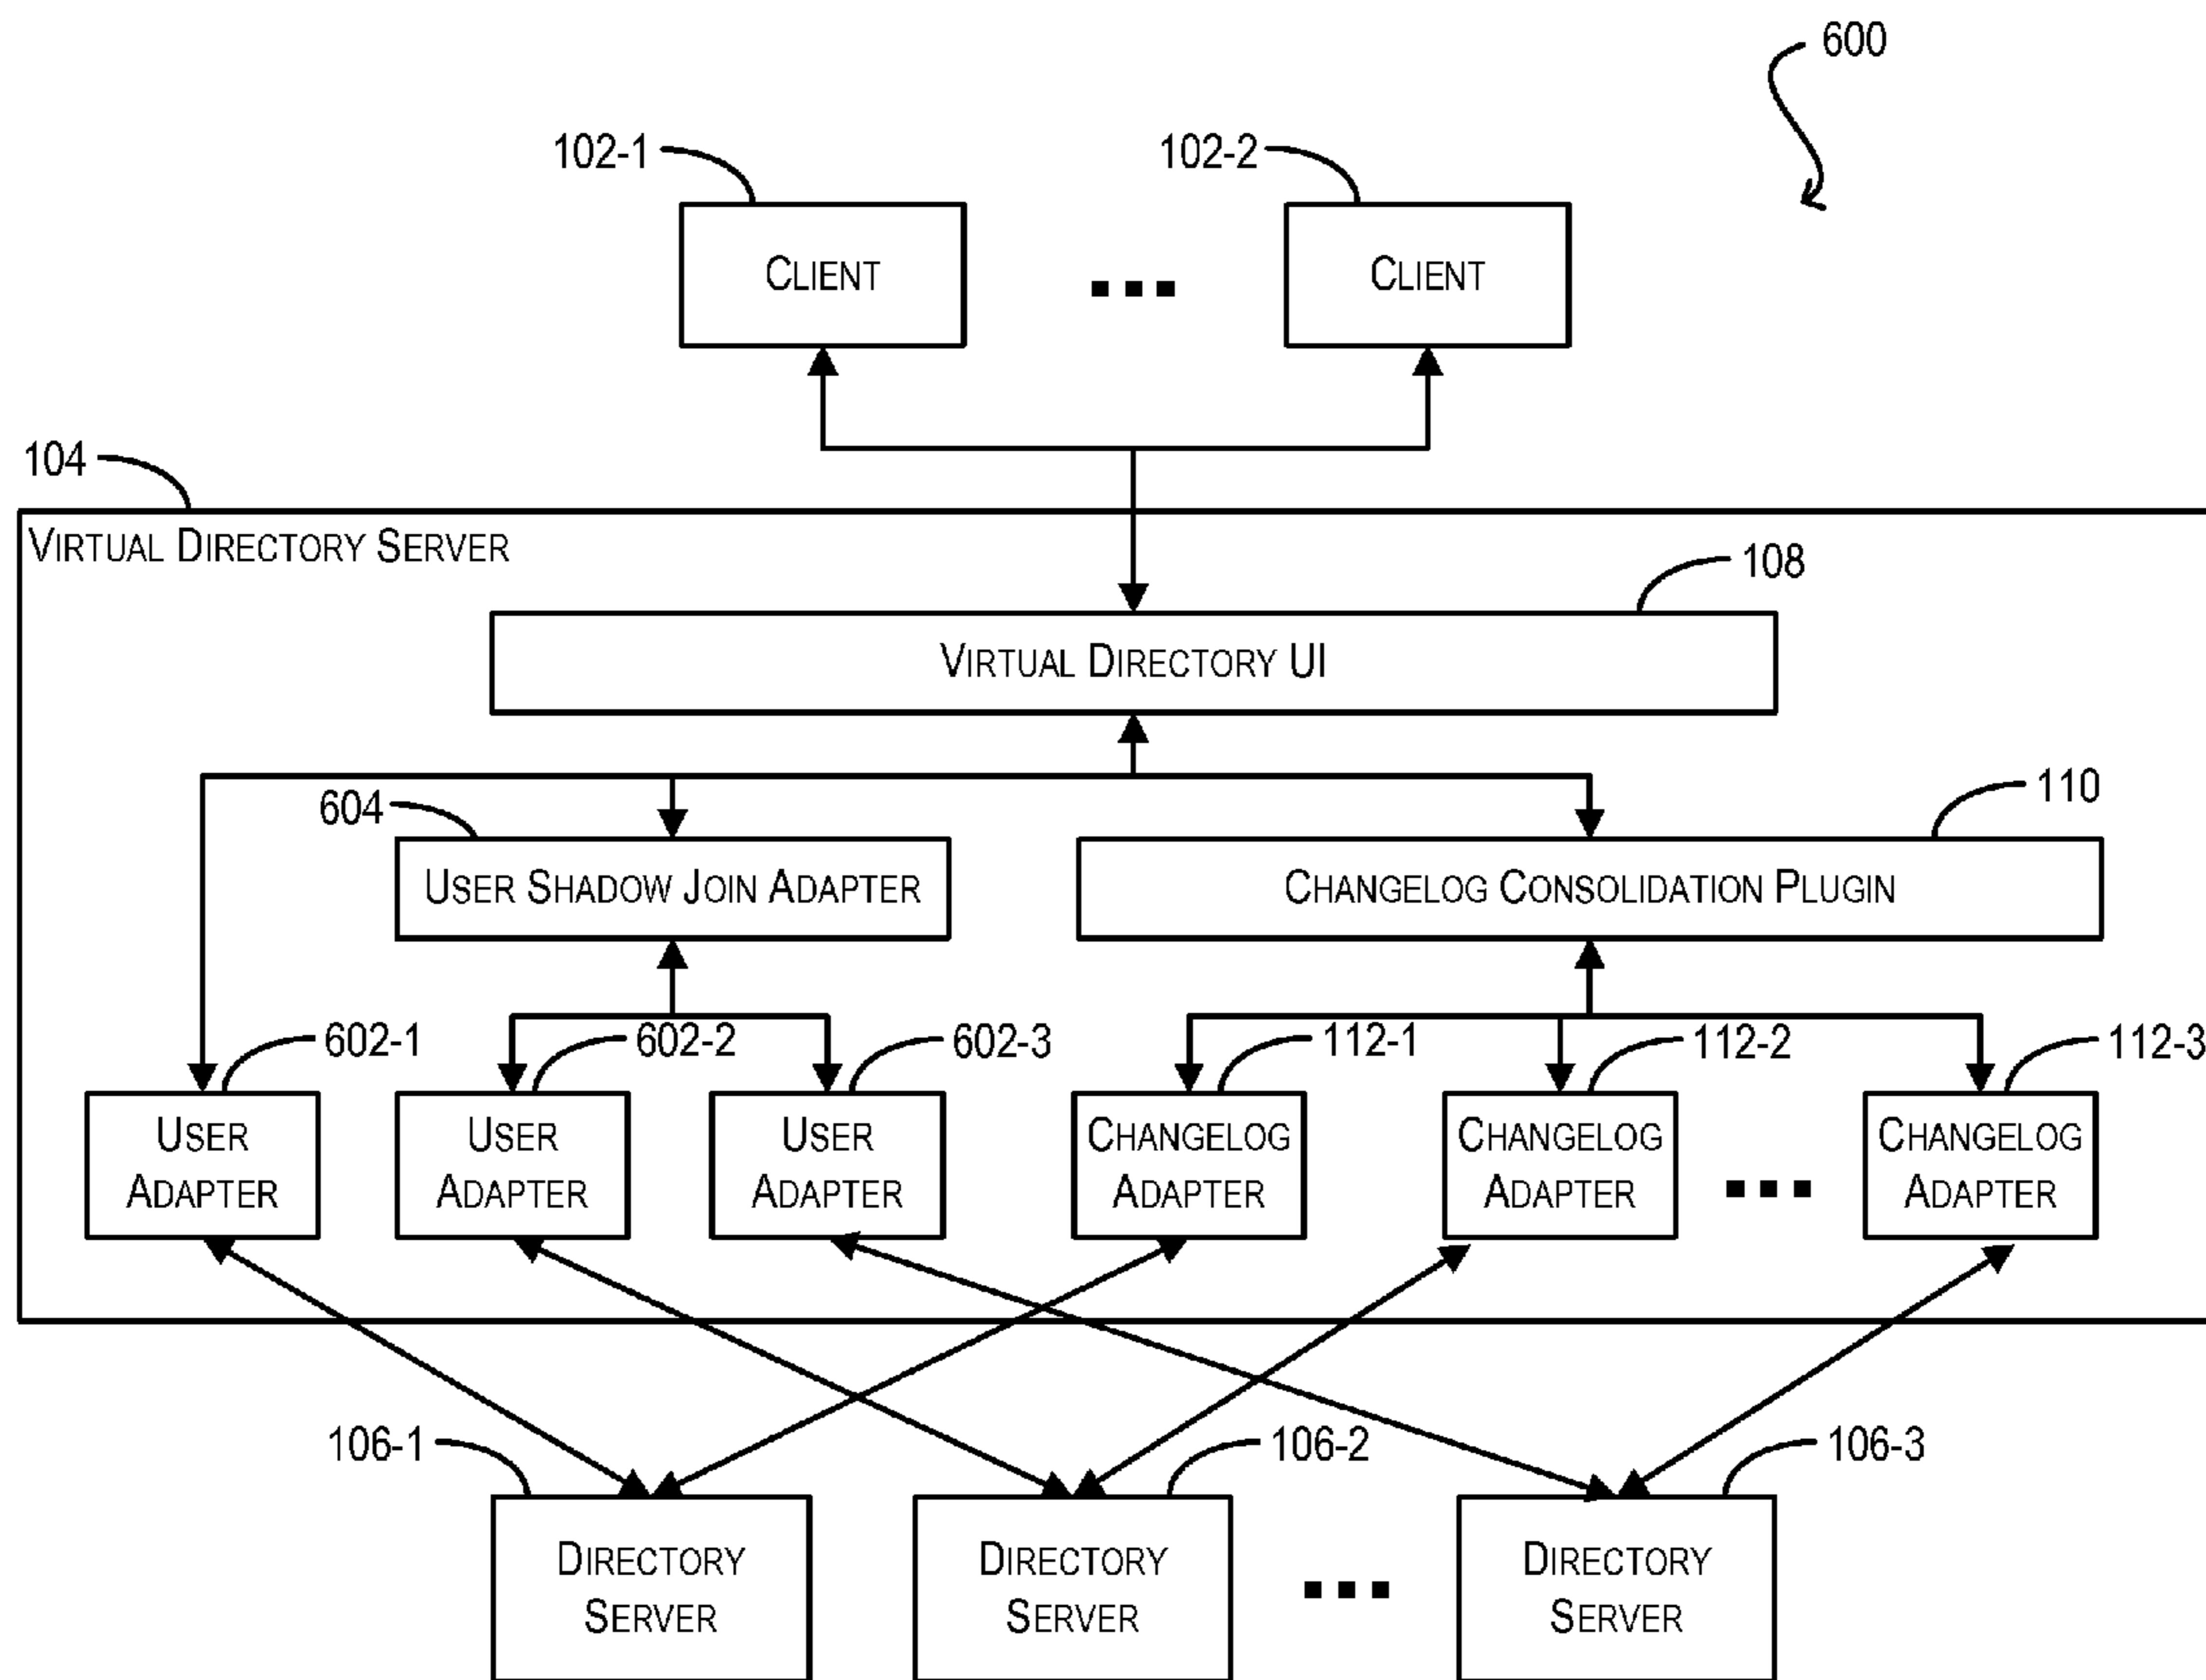 600
102-1
102-2
CLIENT
CLIENT
104
VIRTUAL DIRECTORY SERVER
108
VIRTUAL DIRECTORY UI
604
110
USER SHADOW JOIN ADAPTER
CHANGELOG CONSOLIDATION PLUGIN
602-1
602-2
602-3
112-1
112-2
112-3
USER
ADAPTER
USER
ADAPTER
USER
ADAPTER
CHANGELOG
ADAPTER
CHANGELOG
ADAPTER
CHANGELOG
ADAPTER
106-1
106-2
106-3
DIRECTORY
SERVER
DIRECTORY
SERVER
DIRECTORY
SERVER